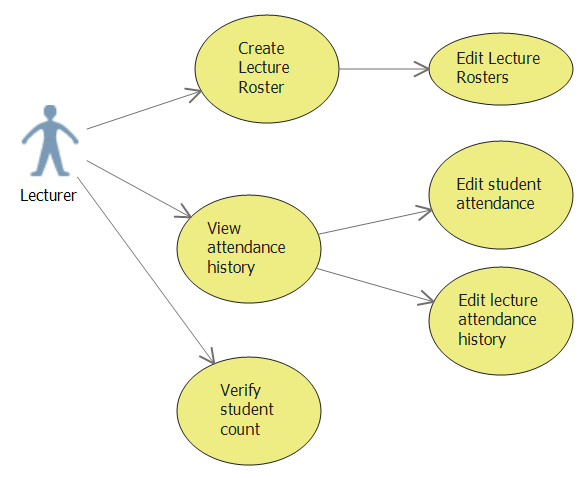 Create
Lecture
Roster
Edit Lecture
Rosters
Lecturer
View
attendance
history
Edit student
attendance
Edit lecture
attendance
history
Verify
student
count